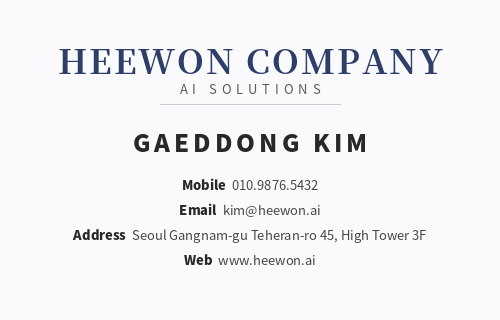 HEEWON COMPANY
AI SOLUTIONS
GAEDDONG KIM
Mobile 010.9876.5432
Email kim@heewon.ai
Address Seoul Gangnam-gu Teheran-ro 45, High Tower 3F
Web www.heewon.ai